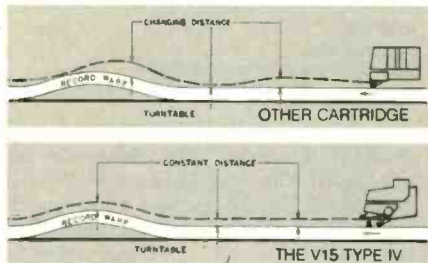 CHANGING DISTANCE
RECORD WARP
TURNTABLE
OTHER CARTRIDGE
CONSTANT DISTANCE
RECORD WARP
TURNTABLE
THE V15 TYPE IV